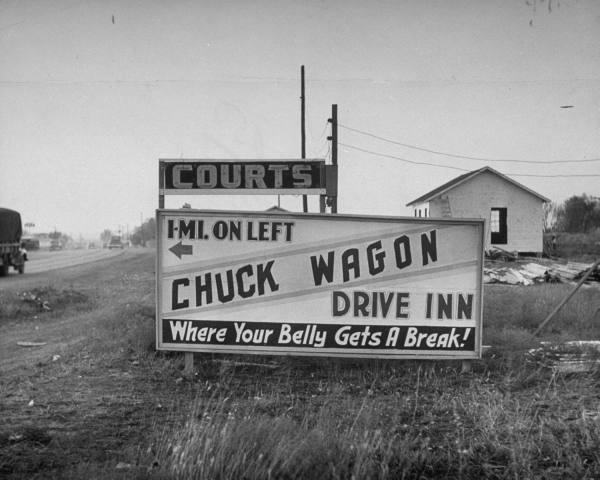 COURTS
1-MI. ON LEFT
CHUCK WAGON
DRIVE INN
Where Your Belly Gets A Break!